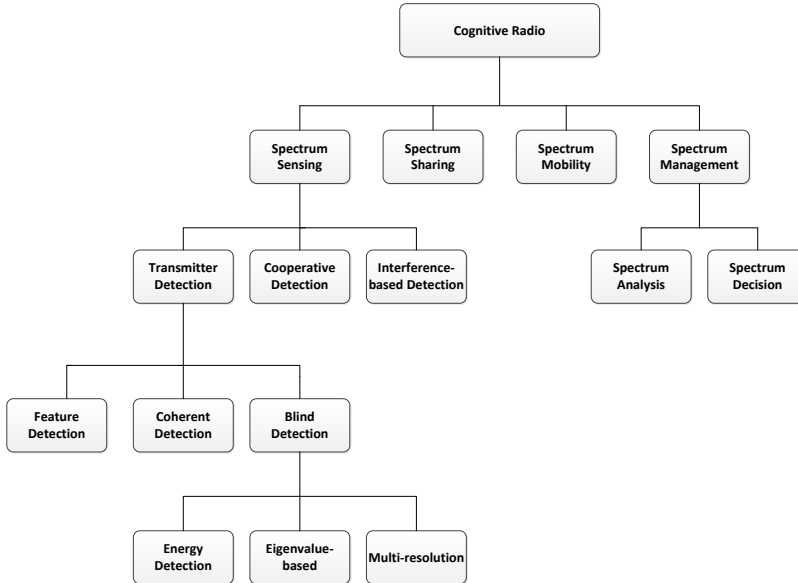 Cognitive Radio
Spectrum
Sensing
Spectrum
Sharing
Spectrum
Mobility
Spectrum
Management
Transmitter
Detection
Cooperative
Detection
Interference-
based Detection
Spectrum
Analysis
Spectrum
Decision
Feature
Detection
Coherent
Detection
Blind
Detection
Energy
Detection
Eigenvalue-
based
Multi-resolution